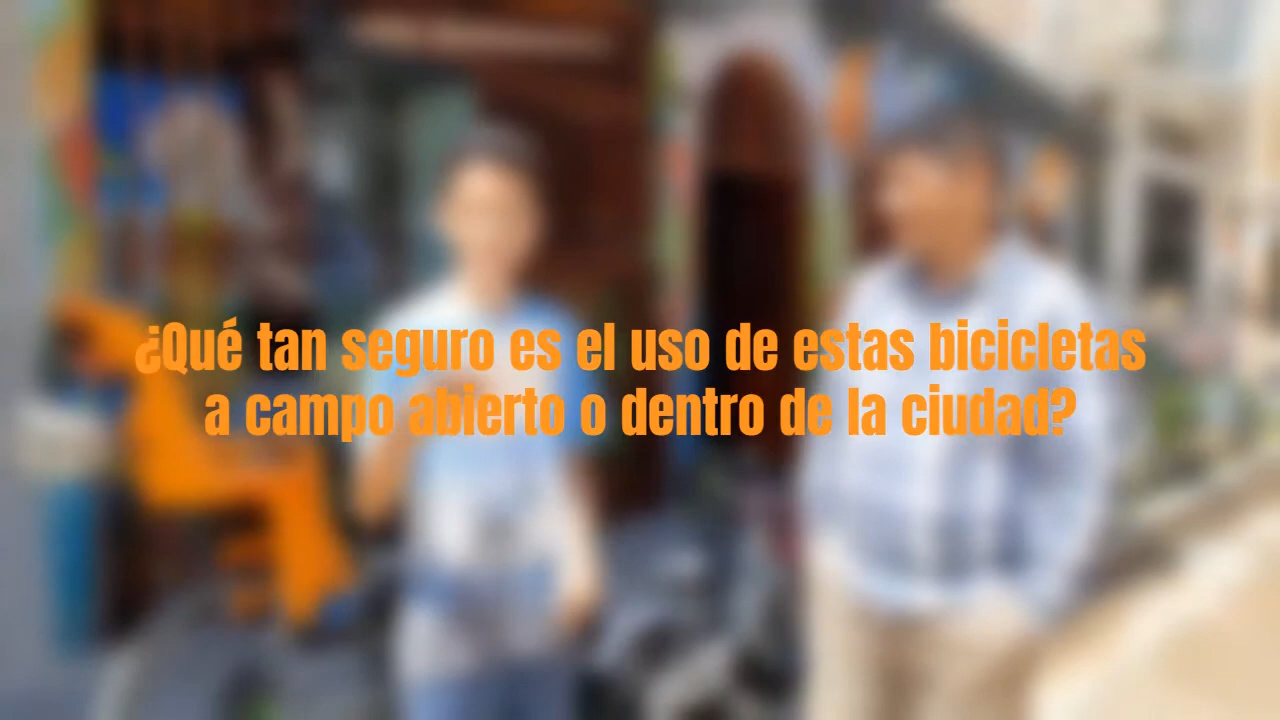 ¿Qué tan seguro es el uso de estas bicicletas
a campo abierto o dentro de la ciudad?